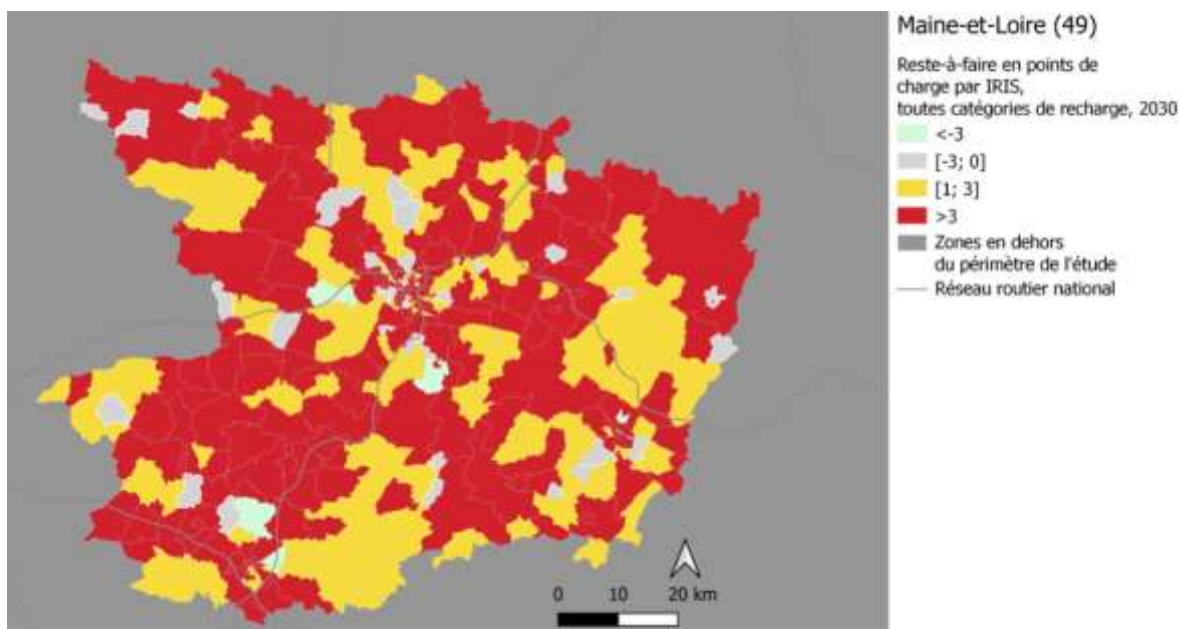 Maine-et-Loire (49)
Reste-à-faire en points de
charge par IRIS,
toutes catégories de recharge, 2030
<-3
[-3; 0]
[1; 3]
>3
Zones en dehors
du périmètre de l'étude
Réseau routier national
0 10 20 km